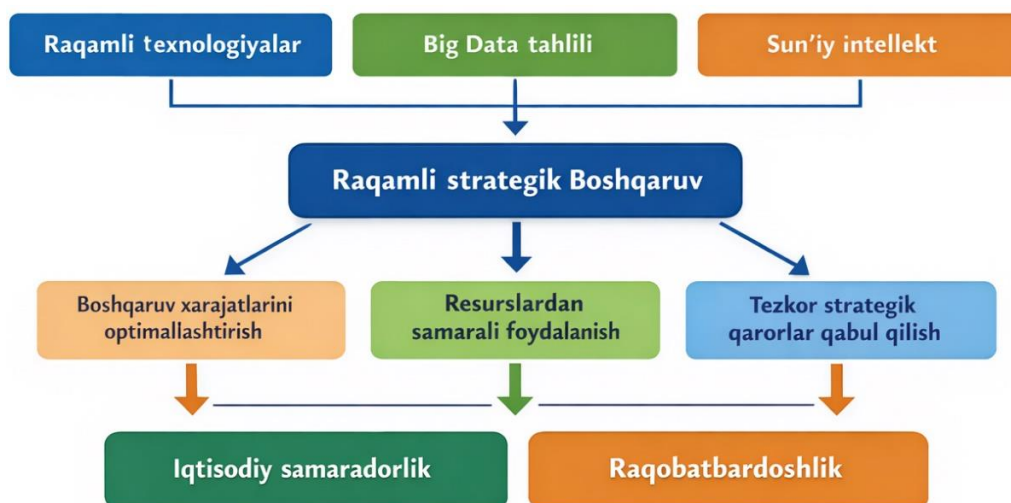 Raqamli texnologiyalar
Big Data tahlili
Sun'iy intellekt
Raqamli strategik Boshqaruv
Boshqaruv xarajatlarini
optimallashtirish
Resurslardan
samarali foydalanish
Tezkor strategik
qarorlar qabul qilish
Iqtisodiy samaradorlik
Raqobatbardoshlik